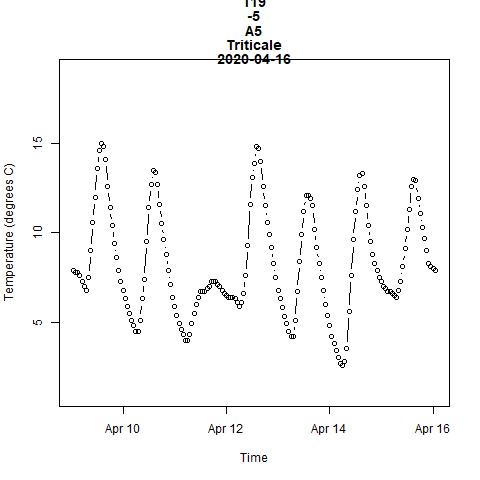 T19
-5
A5
Triticale
2020-04-16
15
10
5
Temperature (degrees C)
Apr 10
Apr 12
Apr 14
Apr 16
Time